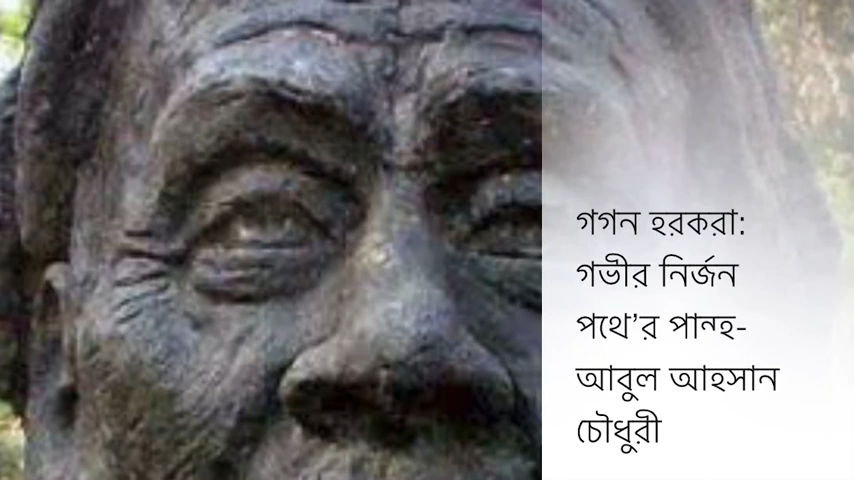 গগন হরকরা:
গভীর নির্জন
পথে’র পান্হ-
আবুল আহসান
চৌধুরী